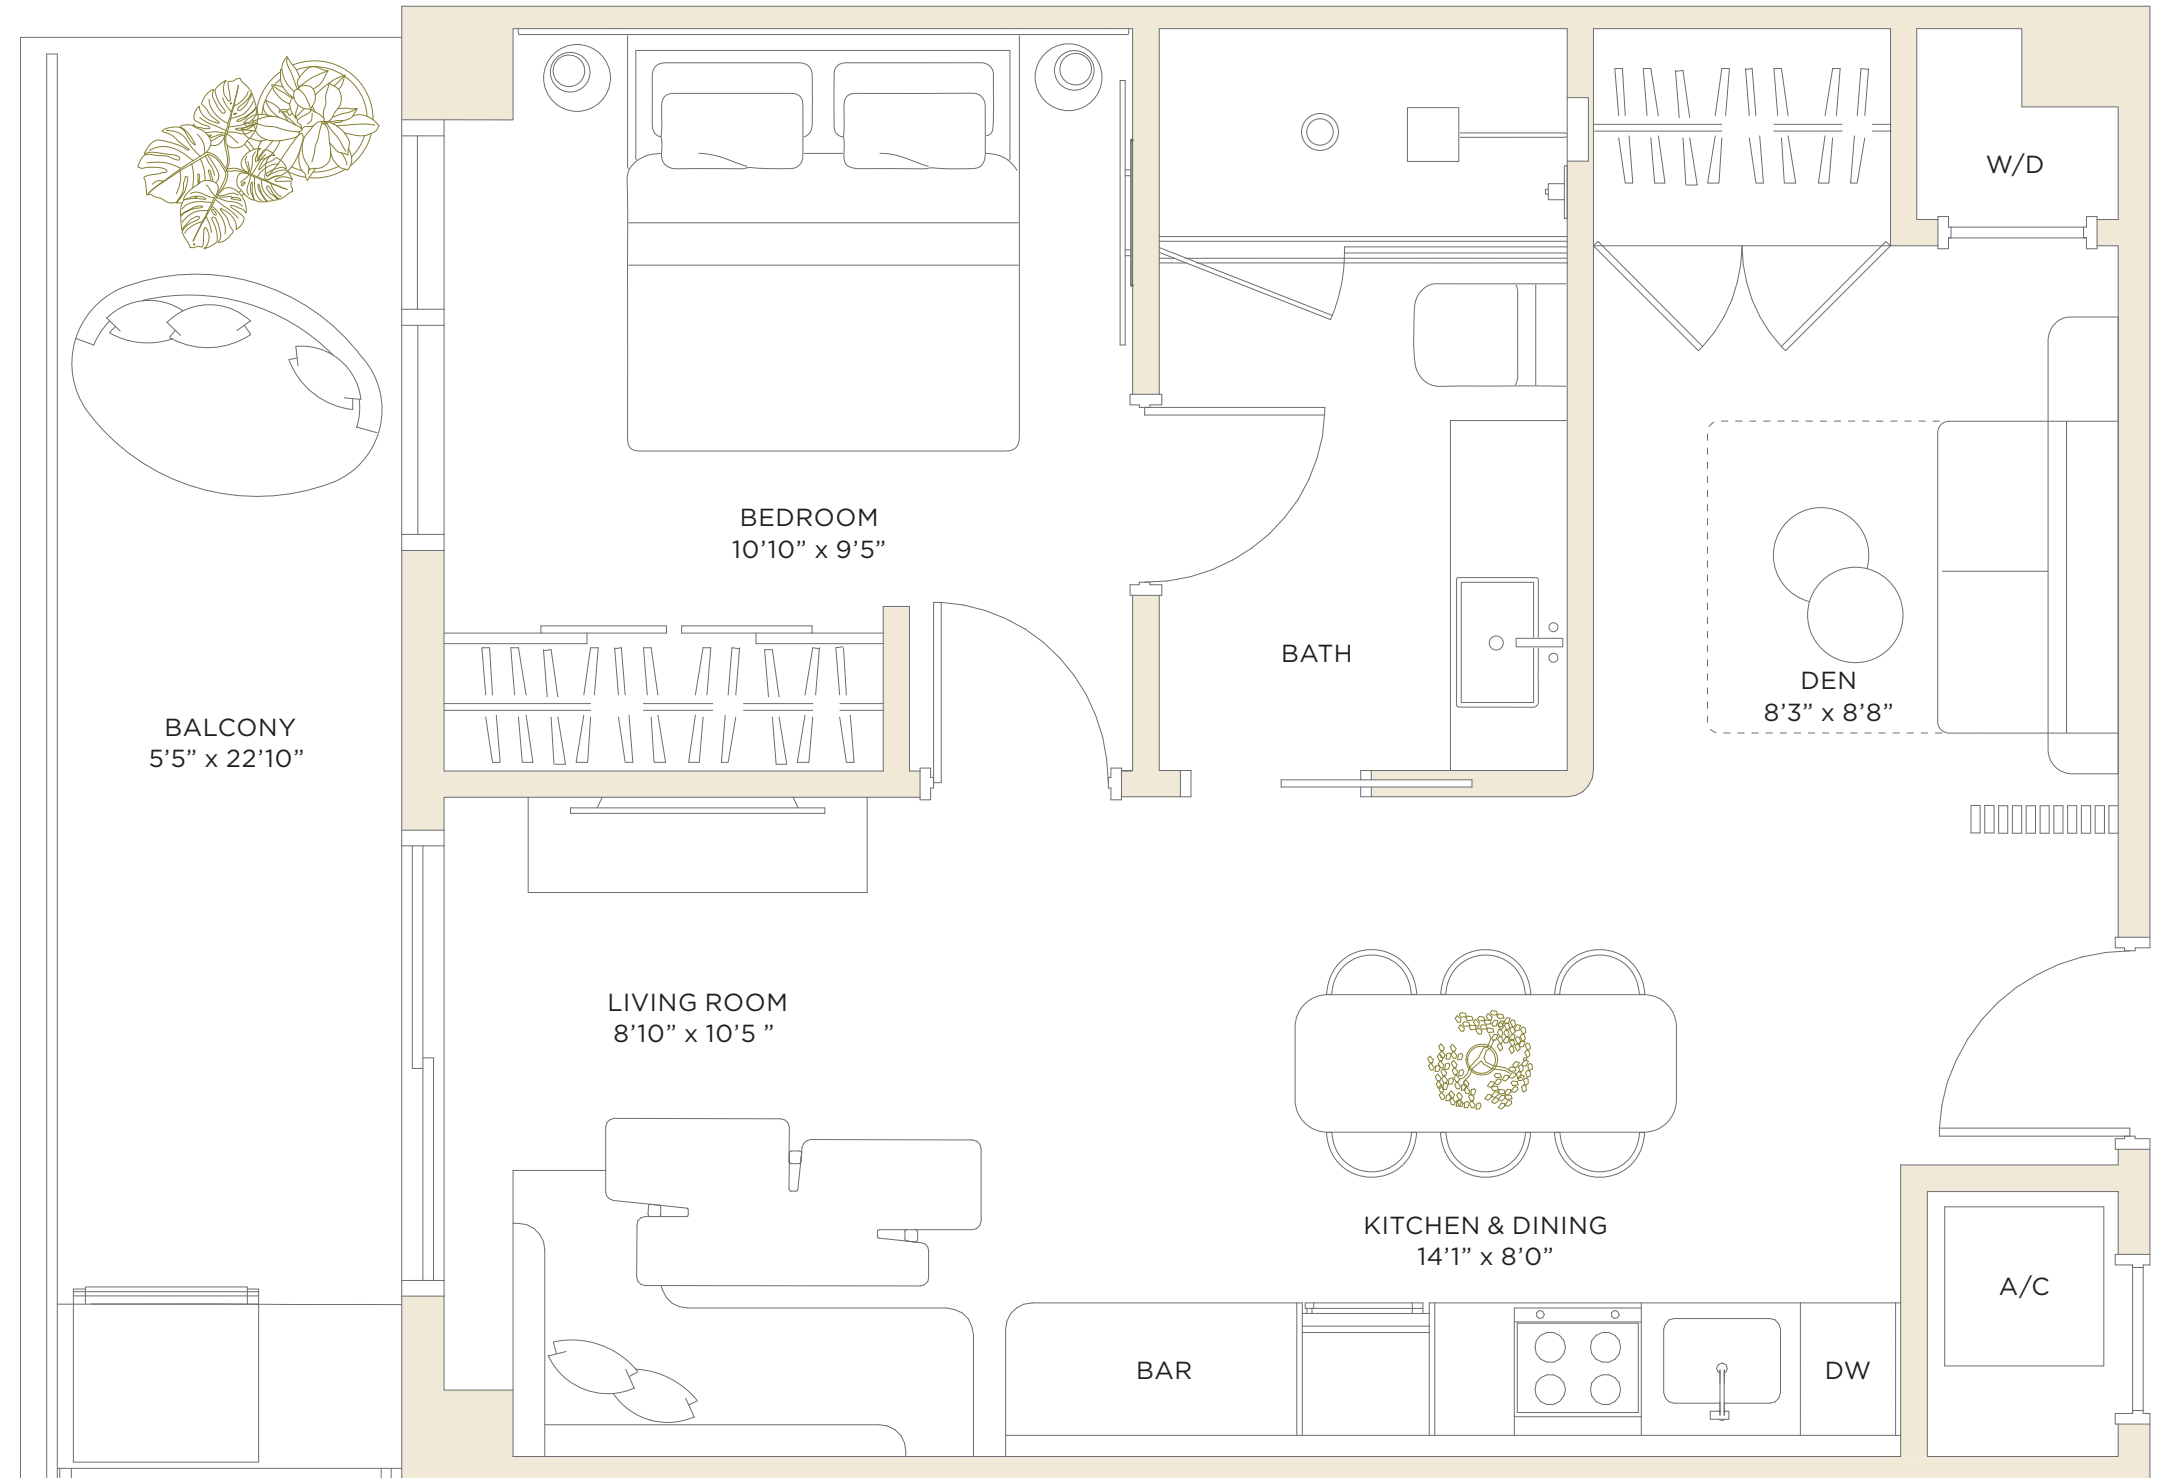 W/D
BEDROOM
10’10” x 9’5”
BATH
DEN
8’3” x 8’8”
BALCONY
5’5” x 22’10”
LIVING ROOM
8’10” x 10’5 ”
KITCHEN & DINING
14’1” x 8’0”
A/C
BAR
DW